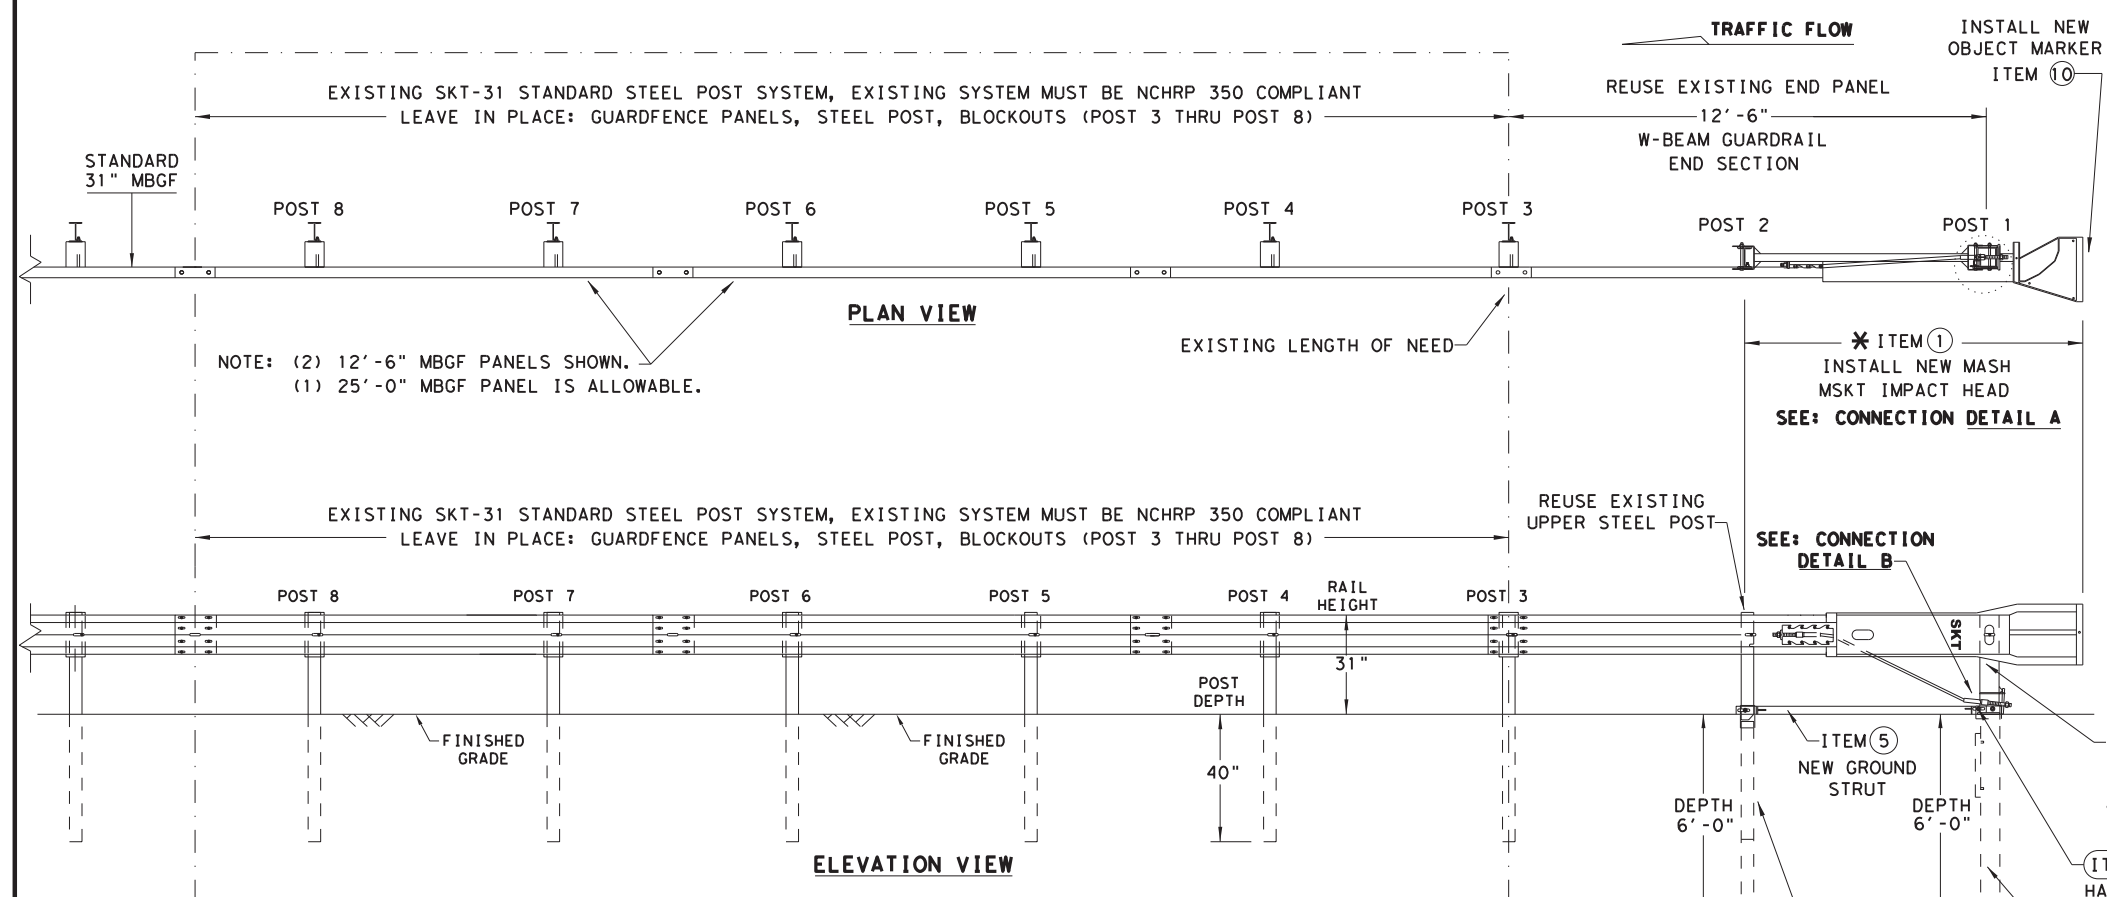 TRAFFIC FLOW
INSTALL NEW
OBJECT MARKER
ITEM 10
EXISTING SKT-31 STANDARD STEEL POST SYSTEM, EXISTING SYSTEM MUST BE NCHRP 350 COMPLIANT
LEAVE IN PLACE: GUARDFENCE PANELS, STEEL POST, BLOCKOUTS (POST 3 THRU POST 8)
REUSE EXISTING END PANEL
12'-6"
W-BEAM GUARDRAIL
END SECTION
STANDARD
31" MBGF
POST 8
POST 7
POST 6
POST 5
POST 4
POST 3
POST 2
POST 1
PLAN VIEW
NOTE: (2) 12'-6" MBGF PANELS SHOWN.
(1) 25'-0" MBGF PANEL IS ALLOWABLE.
EXISTING LENGTH OF NEED
* ITEM 1
INSTALL NEW MASH
MSKT IMPACT HEAD
SEE: CONNECTION DETAIL A
EXISTING SKT-31 STANDARD STEEL POST SYSTEM, EXISTING SYSTEM MUST BE NCHRP 350 COMPLIANT
LEAVE IN PLACE: GUARDFENCE PANELS, STEEL POST, BLOCKOUTS (POST 3 THRU POST 8)
REUSE EXISTING
UPPER STEEL POST
SEE: CONNECTION
DETAIL B
POST 8
POST 7
POST 6
POST 5
POST 4
RAIL
HEIGHT
POST 3
SKT
31"
POST
DEPTH
FINISHED
GRADE
FINISHED
GRADE
40"
ITEM 5
NEW GROUND
STRUT
DEPTH
6'-0"
DEPTH
6'-0"
ELEVATION VIEW
IT
HA